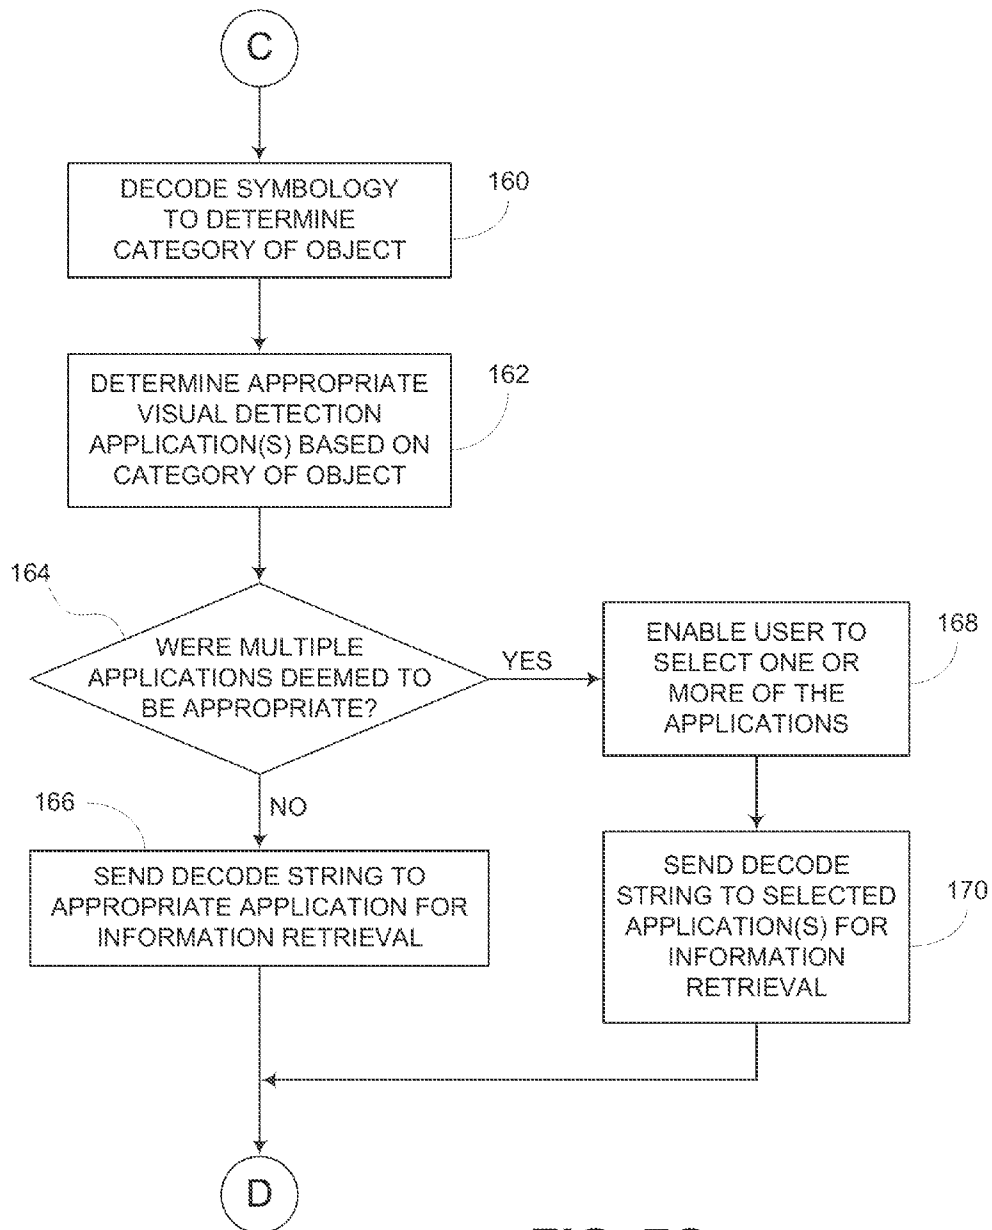 C
DECODE SYMBOLOGY
TO DETERMINE
CATEGORY OF OBJECT
160
DETERMINE APPROPRIATE
VISUAL DETECTION
APPLICATION(S) BASED ON
CATEGORY OF OBJECT
162
164
WERE MULTIPLE
APPLICATIONS DEEMED TO
BE APPROPRIATE?
YES
NO
ENABLE USER TO
SELECT ONE OR
MORE OF THE
APPLICATIONS
168
166
SEND DECODE STRING TO
APPROPRIATE APPLICATION FOR
INFORMATION RETRIEVAL
SEND DECODE
STRING TO SELECTED
APPLICATION(S) FOR
INFORMATION
RETRIEVAL
170
D